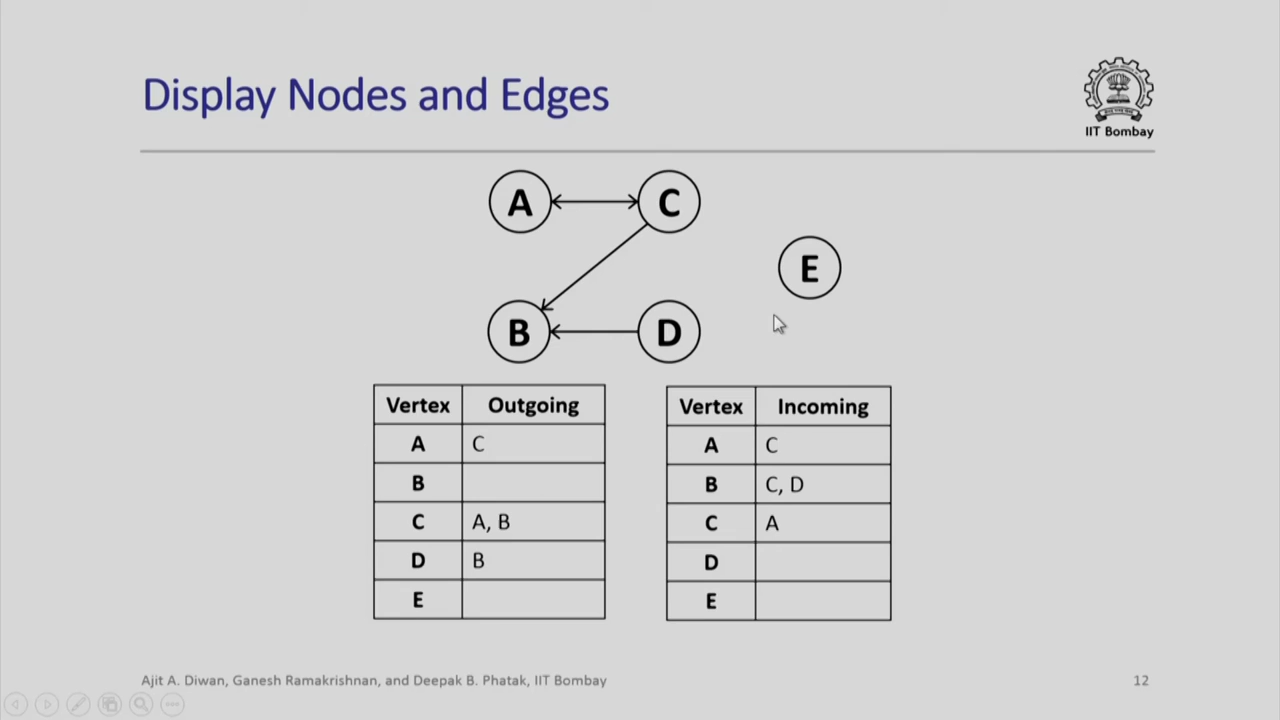 Display Nodes and Edges
IIT Bombay
A
C
E
B
D
Vertex Outgoing
A C
B
C A, B
D B
E
Vertex Incoming
A C
B C, D
C A
D
E
Ajit A. Diwan, Ganesh Ramakrishnan, and Deepak B. Phatak, IIT Bombay
12